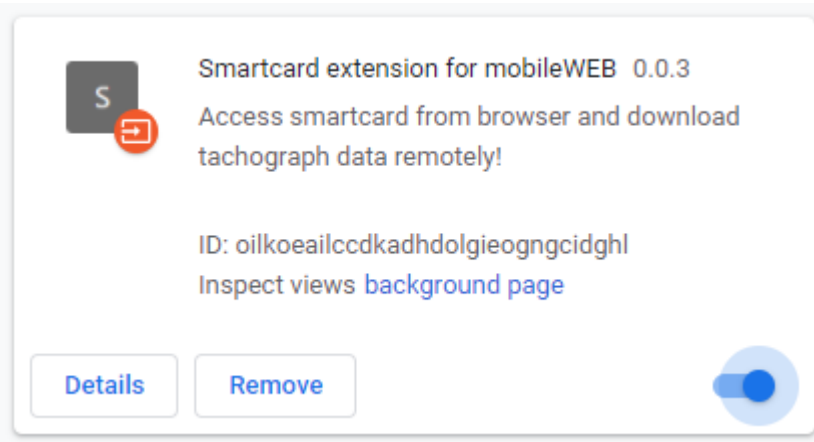 S
Smartcard extension for mobileWEB 0.0.3
Access smartcard from browser and download
tachograph data remotely!
ID: oilkoeailccdkadhdolgieogngcidghl
Inspect views background page
Details Remove